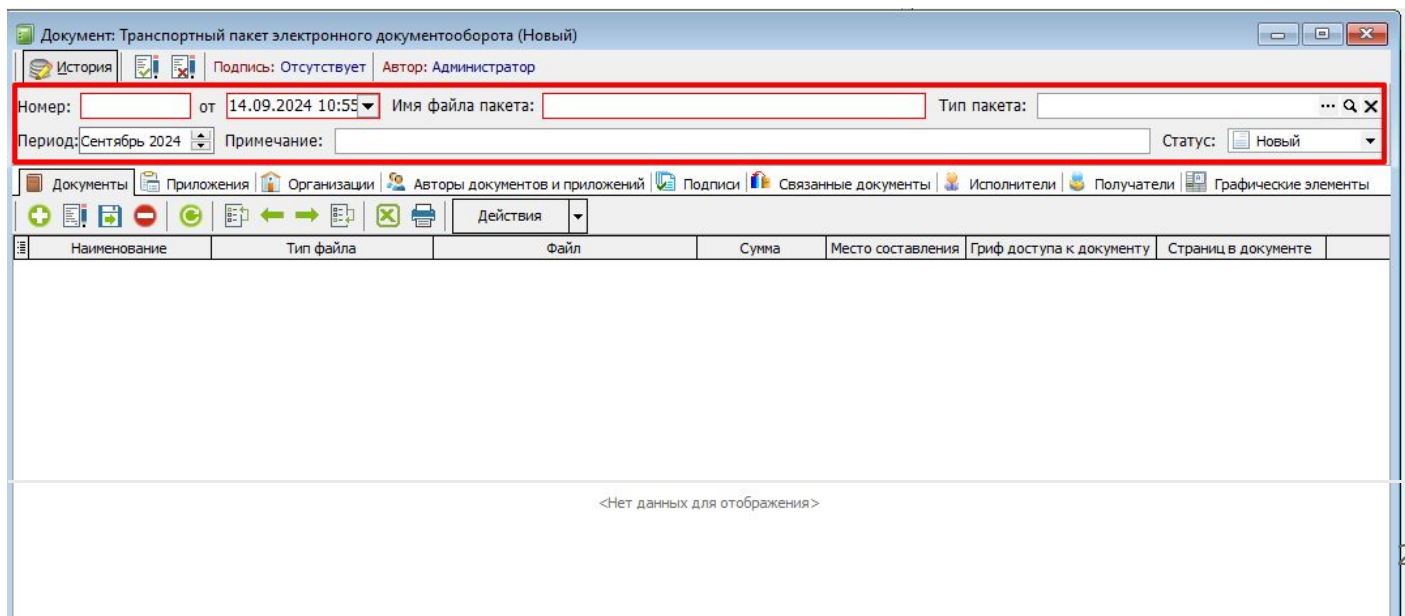 Документ: Транспортный пакет электронного документооборота (Новый)
История Подпись: Отсутствует Автор: Администратор
Номер: от 14.09.2024 10:55 Имя файла пакета: Тип пакета:
Период: Сентябрь 2024 Примечание: Статус: Новый
Документы Приложения Организации Авторы документов и приложений Подписи Связанные документы Исполнители Получатели Графические элементы
Действия
Наименование Тип файла Файл Сумма Место составления Гриф доступа к документу Страниц в документе
<Нет данных для отображения>